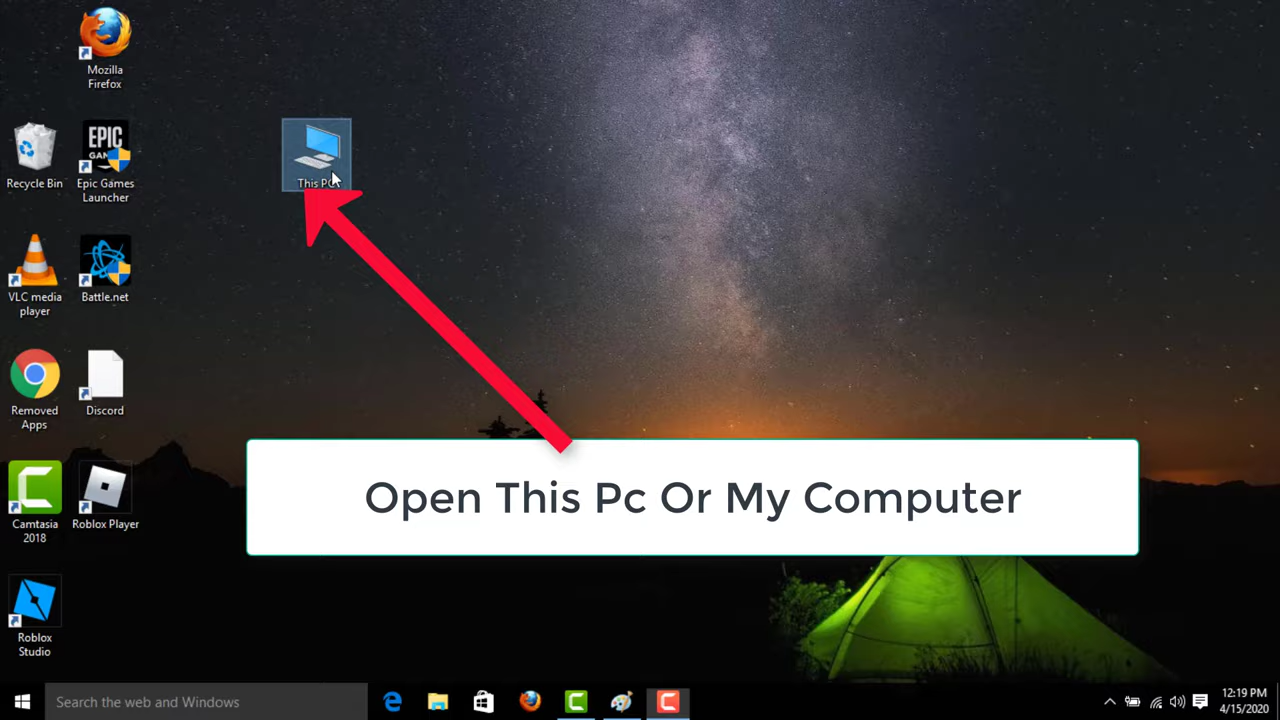 Mozilla
Firefox
Recycle Bin
EPIC
GAM
Epic Games
Launcher
VLC media
player
Battle.net
Removed
Apps
Discord
Camtasia
2018
Roblox Player
Roblox
Studio
This PC
Open This Pc Or My Computer
Search the web and Windows
12:19 PM
4/15/2020